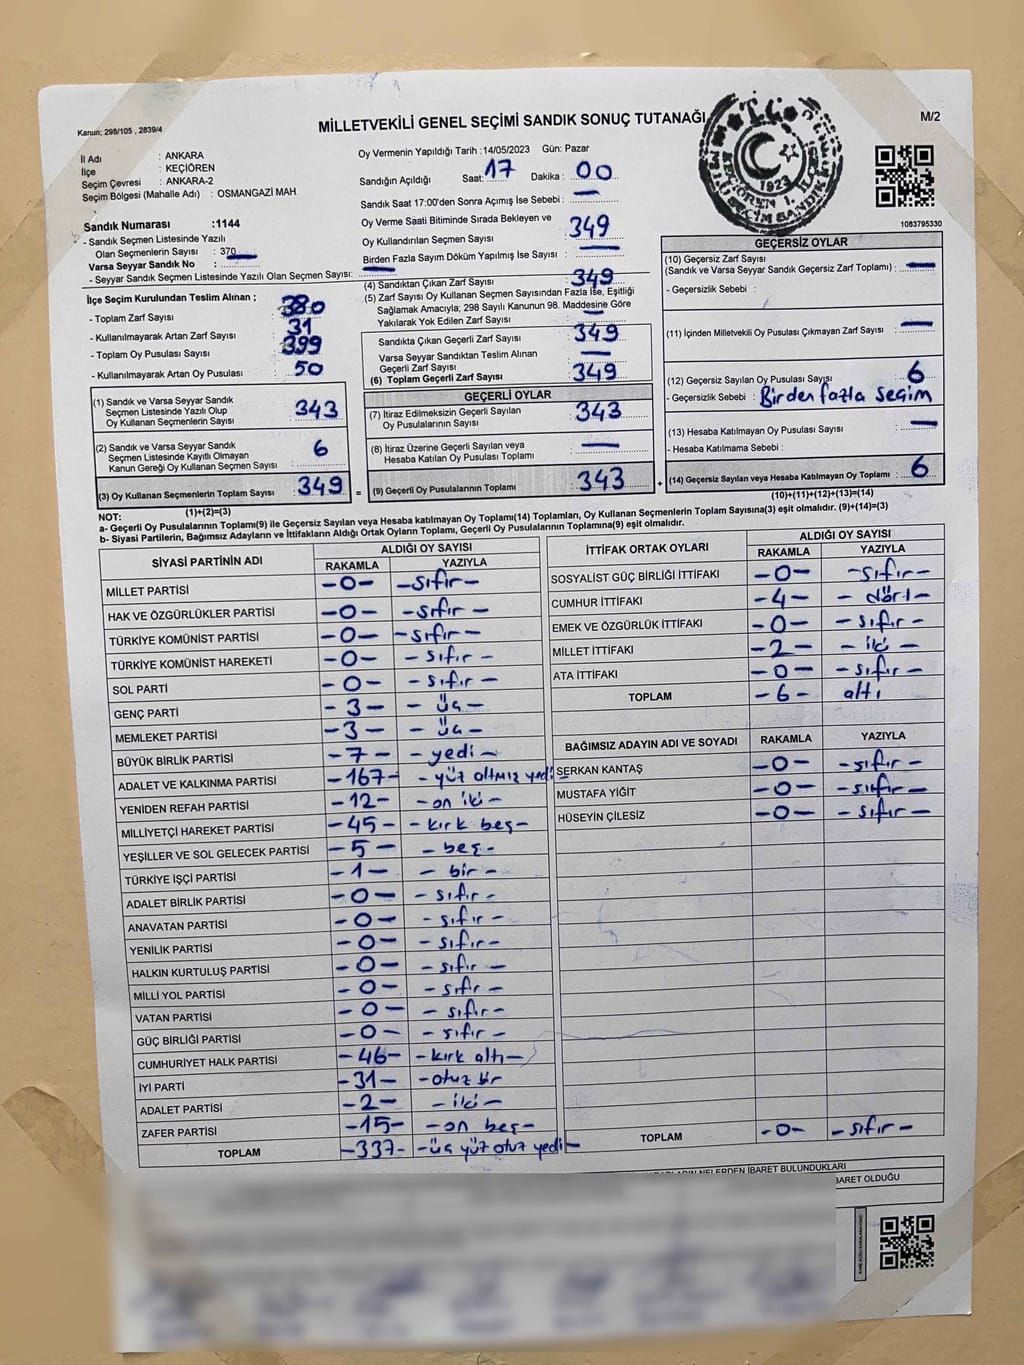 Kanun; 298/105 , 2839/4
MİLLETVEKİLİ GENEL SEÇİMİ SANDIK SONUÇ TUTANAĞI
M/2
İl Adı : ANKARA
İlçe : KEÇİÖREN
Seçim Çevresi : ANKARA-2
Seçim Bölgesi (Mahalle Adı) : OSMANGAZİ MAH.
Oy Vermenin Yapıldığı Tarih :14/05/2023 Gün: Pazar
Sandığın Açıldığı Saat: 17 Dakika : 00
Sandık Saat 17:00'den Sonra Açımış İse Sebebi : —
Oy Verme Saati Bitiminde Sırada Bekleyen ve
Oy Kullandırılan Seçmen Sayısı : 349
Birden Fazla Sayım Döküm Yapılmış İse Sayısı : —
1083795330
Sandık Numarası :1144
- Sandık Seçmen Listesinde Yazılı
Olan Seçmenlerin Sayısı : 370
Varsa Seyyar Sandık No : —
- Seyyar Sandık Seçmen Listesinde Yazılı Olan Seçmen Sayısı: —
İlçe Seçim Kurulundan Teslim Alınan ;
- Toplam Zarf Sayısı : 380
- Kullanılmayarak Artan Zarf Sayısı : 31
- Toplam Oy Pusulası Sayısı : 399
- Kullanılmayarak Artan Oy Pusulası : 50
(1) Sandık ve Varsa Seyyar Sandık
Seçmen Listesinde Yazılı Olup
Oy Kullanan Seçmenlerin Sayısı : 343
(2) Sandık ve Varsa Seyyar Sandık
Seçmen Listesinde Kayıtlı Olmayan
Kanun Gereği Oy Kullanan Seçmen Sayısı : 6
(3) Oy Kullanan Seçmenlerin Toplam Sayısı : 349
(1)+(2)=(3)
(4) Sandıktan Çıkan Zarf Sayısı : 349
(5) Zarf Sayısı Oy Kullanan Seçmen Sayısından Fazla İse, Eşitliği
Sağlamak Amacıyla; 298 Sayılı Kanunun 98. Maddesine Göre
Yakılarak Yok Edilen Zarf Sayısı : —
Sandıkta Çıkan Geçerli Zarf Sayısı : 349
Varsa Seyyar Sandıktan Teslim Alınan
Geçerli Zarf Sayısı : —
(6) Toplam Geçerli Zarf Sayısı : 349
GEÇERLİ OYLAR
(7) İtiraz Edilmeksizin Geçerli Sayılan
Oy Pusulalarının Sayısı : 343
(8) İtiraz Üzerine Geçerli Sayılan veya
Hesaba Katılan Oy Pusulası Toplamı : —
= (9) Geçerli Oy Pusulalarının Toplamı : 343
GEÇERSİZ OYLAR
(10) Geçersiz Zarf Sayısı
(Sandık ve Varsa Seyyar Sandık Geçersiz Zarf Toplamı) : —
- Geçersizlik Sebebi :
(11) İçinden Milletvekili Oy Pusulası Çıkmayan Zarf Sayısı : —
(12) Geçersiz Sayılan Oy Pusulası Sayısı : 6
- Geçersizlik Sebebi : Birden fazla seçim
(13) Hesaba Katılmayan Oy Pusulası Sayısı : —
- Hesaba Katılmama Sebebi :
+ (14) Geçersiz Sayılan veya Hesaba Katılmayan Oy Toplamı : 6
(10)+(11)+(12)+(13)=(14)
NOT:
a- Geçerli Oy Pusulalarının Toplamı(9) ile Geçersiz Sayılan veya Hesaba katılmayan Oy Toplamı(14) Toplamları, Oy Kullanan Seçmenlerin Toplam Sayısına(3) eşit olmalıdır. (9)+(14)=(3)
b- Siyasi Partilerin, Bağımsız Adayların ve İttifakların Aldığı Ortak Oyların Toplamı, Geçerli Oy Pusulalarının Toplamına(9) eşit olmalıdır.
SİYASİ PARTİNİN ADI ALDIĞI OY SAYISI
RAKAMLA YAZIYLA
MİLLET PARTİSİ -0- -sıfır-
HAK VE ÖZGÜRLÜKLER PARTİSİ -0- -sıfır-
TÜRKİYE KOMÜNİST PARTİSİ -0- -sıfır-
TÜRKİYE KOMÜNİST HAREKETİ -0- -sıfır-
SOL PARTİ -0- -sıfır-
GENÇ PARTİ -3- -üç-
MEMLEKET PARTİSİ -3- -üç-
BÜYÜK BİRLİK PARTİSİ -7- -yedi-
ADALET VE KALKINMA PARTİSİ -167- -yüz altmış yedi-
YENİDEN REFAH PARTİSİ -12- -on iki-
MİLLİYETÇİ HAREKET PARTİSİ -45- -kırk beş-
YEŞİLLER VE SOL GELECEK PARTİSİ -5- -beş-
TÜRKİYE İŞÇİ PARTİSİ -1- -bir-
ADALET BİRLİK PARTİSİ -0- -sıfır-
ANAVATAN PARTİSİ -0- -sıfır-
YENİLİK PARTİSİ -0- -sıfır-
HALKIN KURTULUŞ PARTİSİ -0- -sıfır-
MİLLİ YOL PARTİSİ -0- -sıfır-
VATAN PARTİSİ -0- -sıfır-
GÜÇ BİRLİĞİ PARTİSİ -0- -sıfır-
CUMHURİYET HALK PARTİSİ -46- -kırk altı-
İYİ PARTİ -31- -otuz bir
ADALET PARTİSİ -2- -iki-
ZAFER PARTİSİ -15- -on beş-
TOPLAM -337- -üç yüz otuz yedi-
İTTİFAK ORTAK OYLARI ALDIĞI OY SAYISI
RAKAMLA YAZIYLA
SOSYALİST GÜÇ BİRLİĞİ İTTİFAKI -0- -sıfır-
CUMHUR İTTİFAKI -4- -dört-
EMEK VE ÖZGÜRLÜK İTTİFAKI -0- -sıfır-
MİLLET İTTİFAKI -2- -iki-
ATA İTTİFAKI -0- -sıfır-
TOPLAM -6- altı
BAĞIMSIZ ADAYIN ADI VE SOYADI RAKAMLA YAZIYLA
SERKAN KANTAŞ -0- -sıfır-
MUSTAFA YİĞİT -0- -sıfır-
HÜSEYİN ÇİLESİZ -0- -sıfır-
TOPLAM -0- -sıfır-
NELERDEN İBARET BULUNDUKLARI
İBARET OLDUĞU